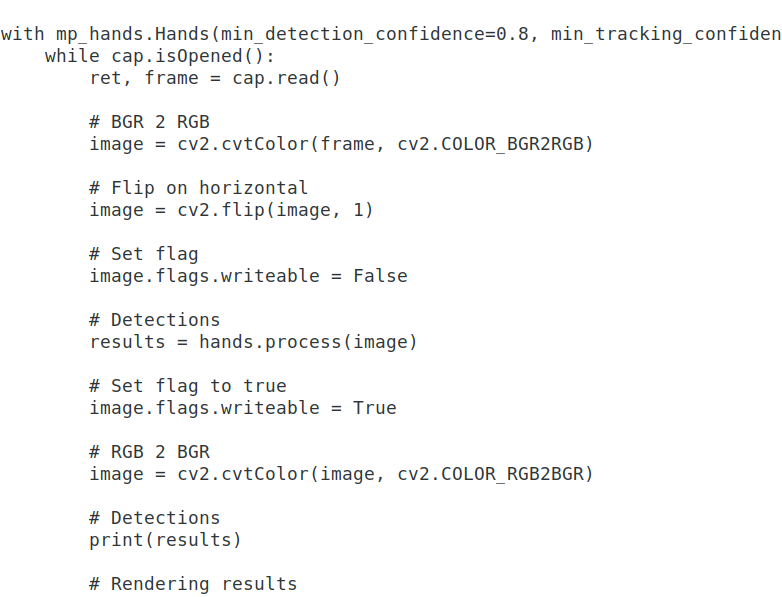 with mp_hands.Hands(min_detection_confidence=0.8, min_tracking_confiden
    while cap.isOpened():
        ret, frame = cap.read()

        # BGR 2 RGB
        image = cv2.cvtColor(frame, cv2.COLOR_BGR2RGB)

        # Flip on horizontal
        image = cv2.flip(image, 1)

        # Set flag
        image.flags.writeable = False

        # Detections
        results = hands.process(image)

        # Set flag to true
        image.flags.writeable = True

        # RGB 2 BGR
        image = cv2.cvtColor(image, cv2.COLOR_RGB2BGR)

        # Detections
        print(results)

        # Rendering results